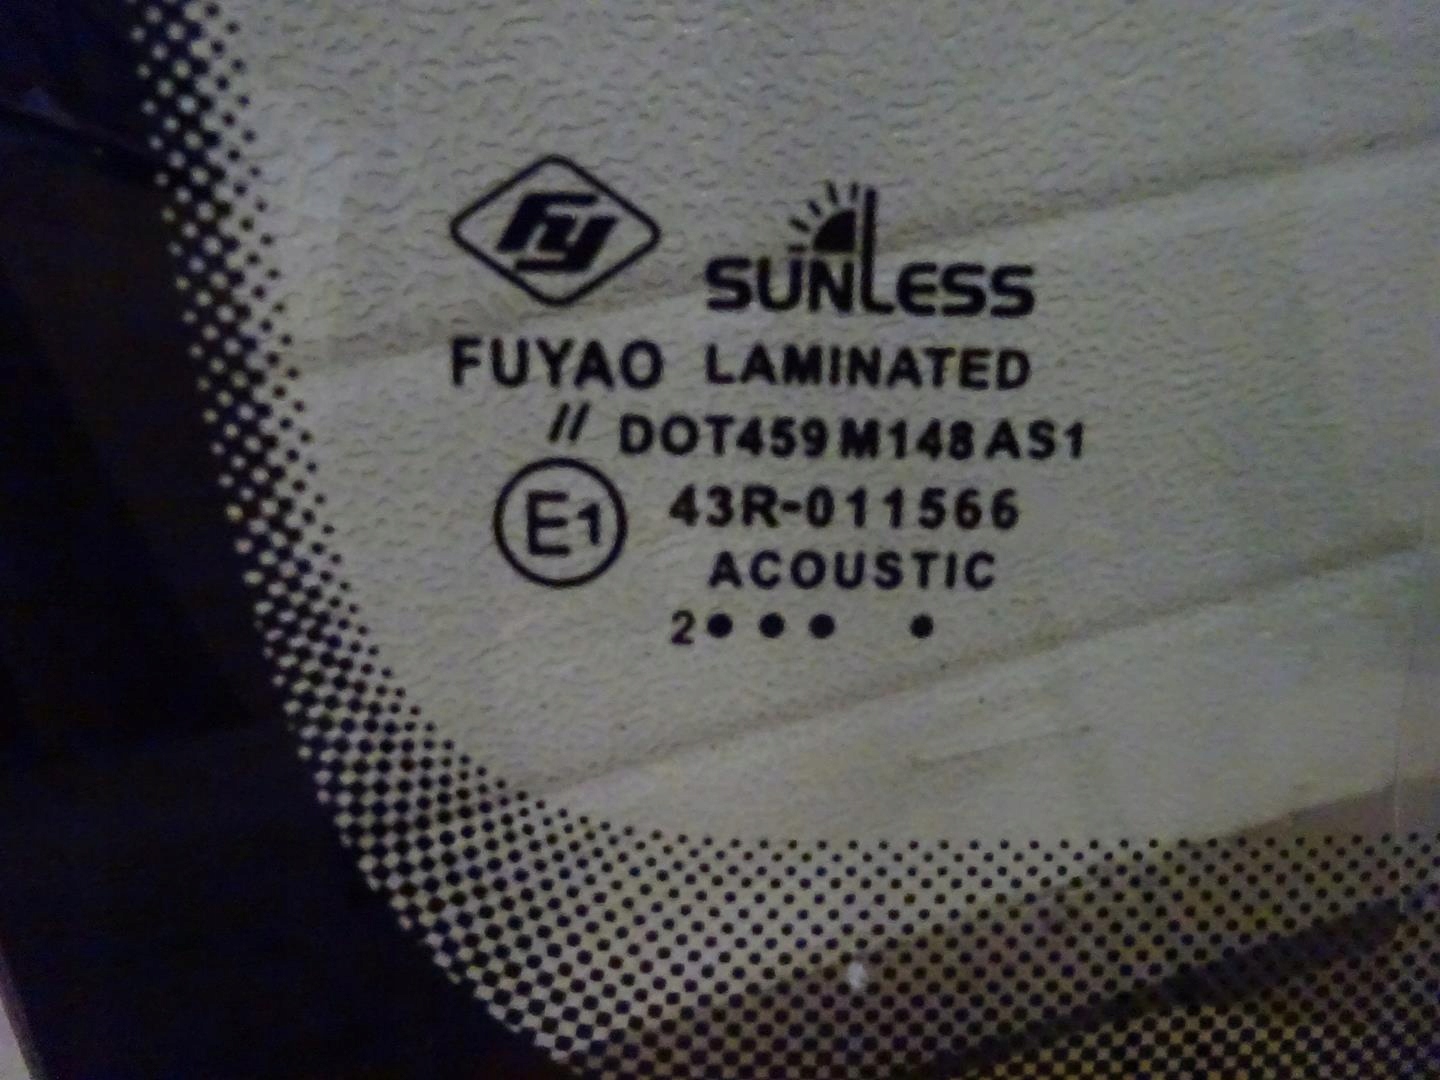 FY SUNLESS
FUYAO LAMINATED
// DOT459 M148 AS1
E1 43R-011566
ACOUSTIC
2●●● ●